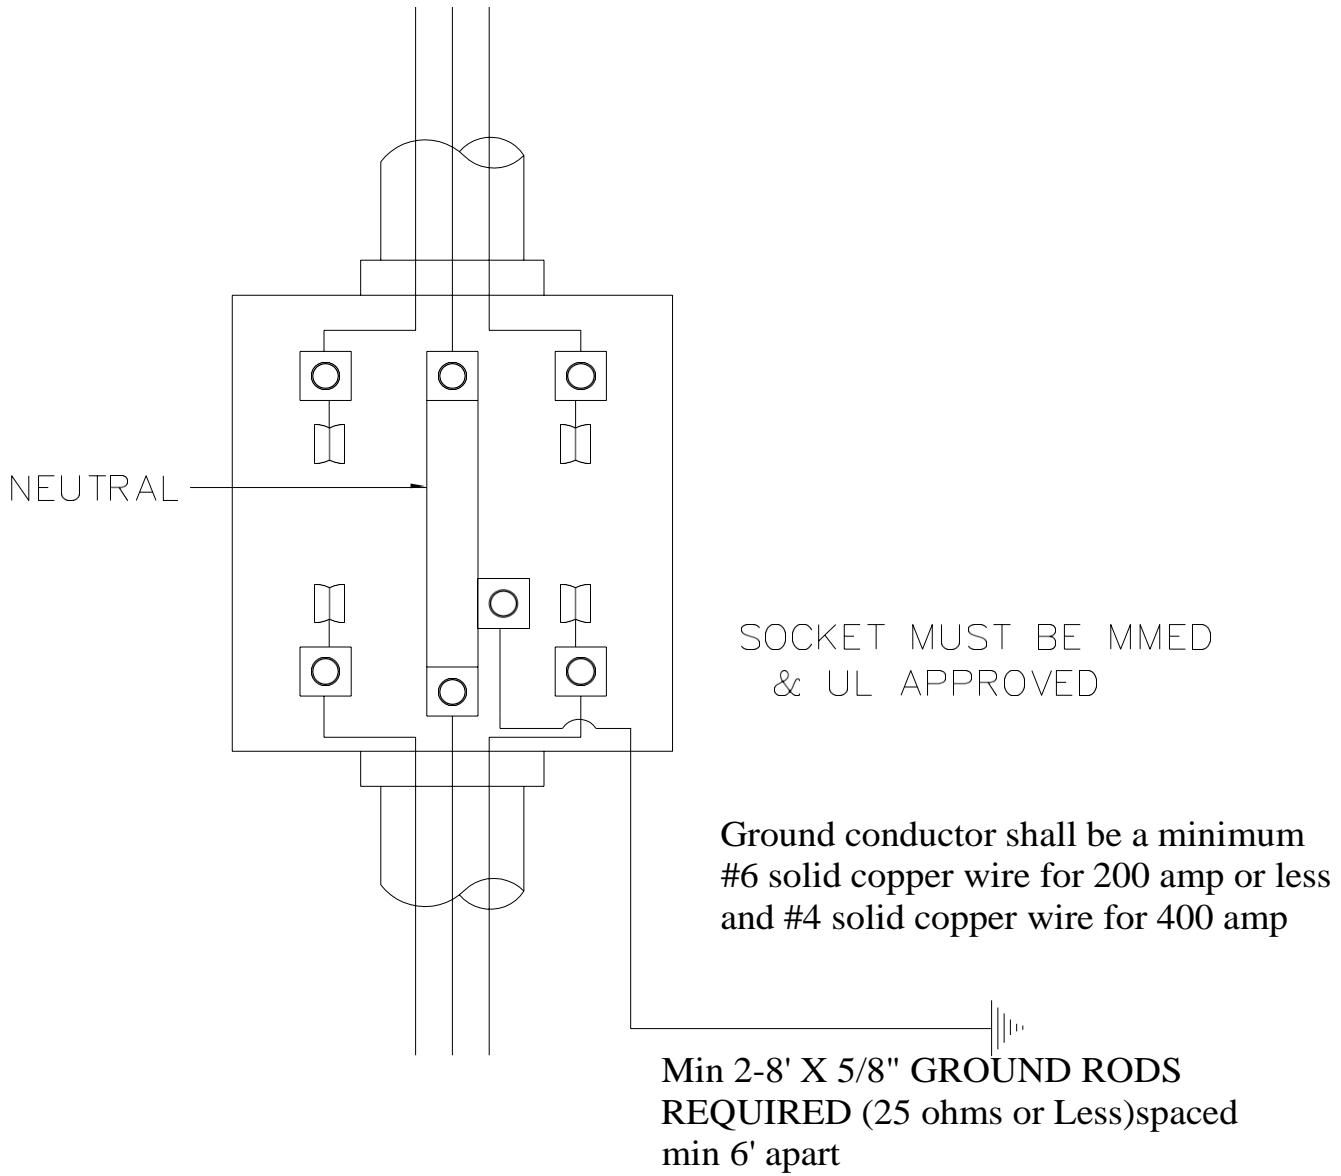 NEUTRAL
SOCKET MUST BE MMED
& UL APPROVED
Ground conductor shall be a minimum
#6 solid copper wire for 200 amp or less
and #4 solid copper wire for 400 amp
Min 2-8' X 5/8" GROUND RODS
REQUIRED (25 ohms or Less)spaced
min 6' apart